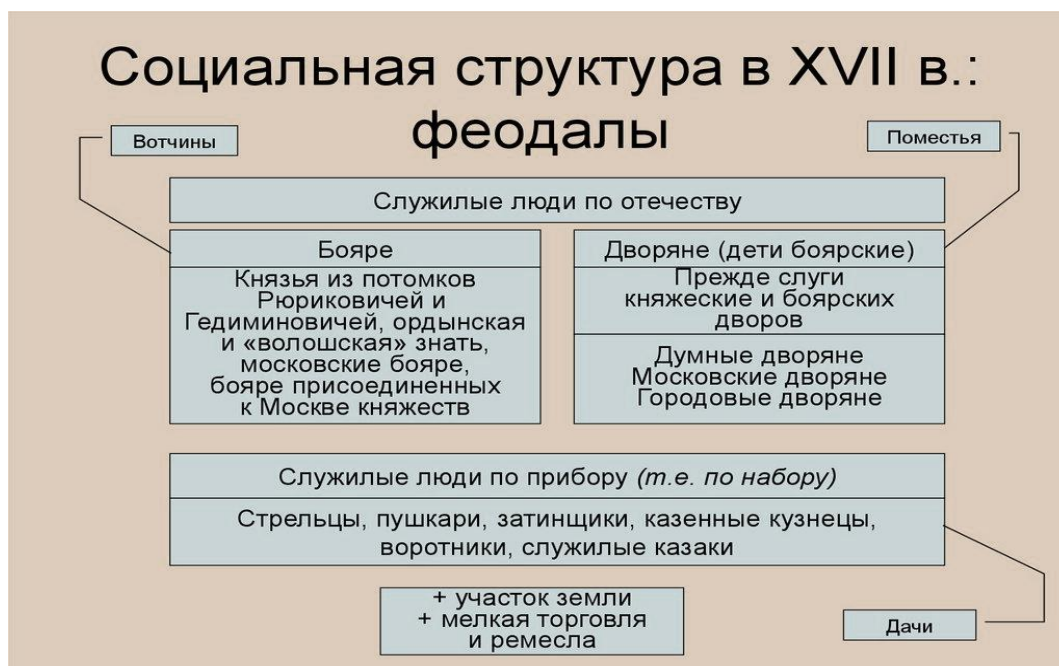 Социальная структура в XVII в.:
феодалы
Вотчины
Поместья
Служилые люди по отечеству
Бояре
Князья из потомков
Рюриковичей и
Гедиминовичей, ордынская
и «волошская» знать,
московские бояре,
бояре присоединенных
к Москве княжеств
Дворяне (дети боярские)
Прежде слуги
княжеские и боярских
дворов
Думные дворяне
Московские дворяне
Городовые дворяне
Служилые люди по прибору (т.е. по набору)
Стрельцы, пушкари, затинщики, казенные кузнецы,
воротники, служилые казаки
+ участок земли
+ мелкая торговля
и ремесла
Дачи